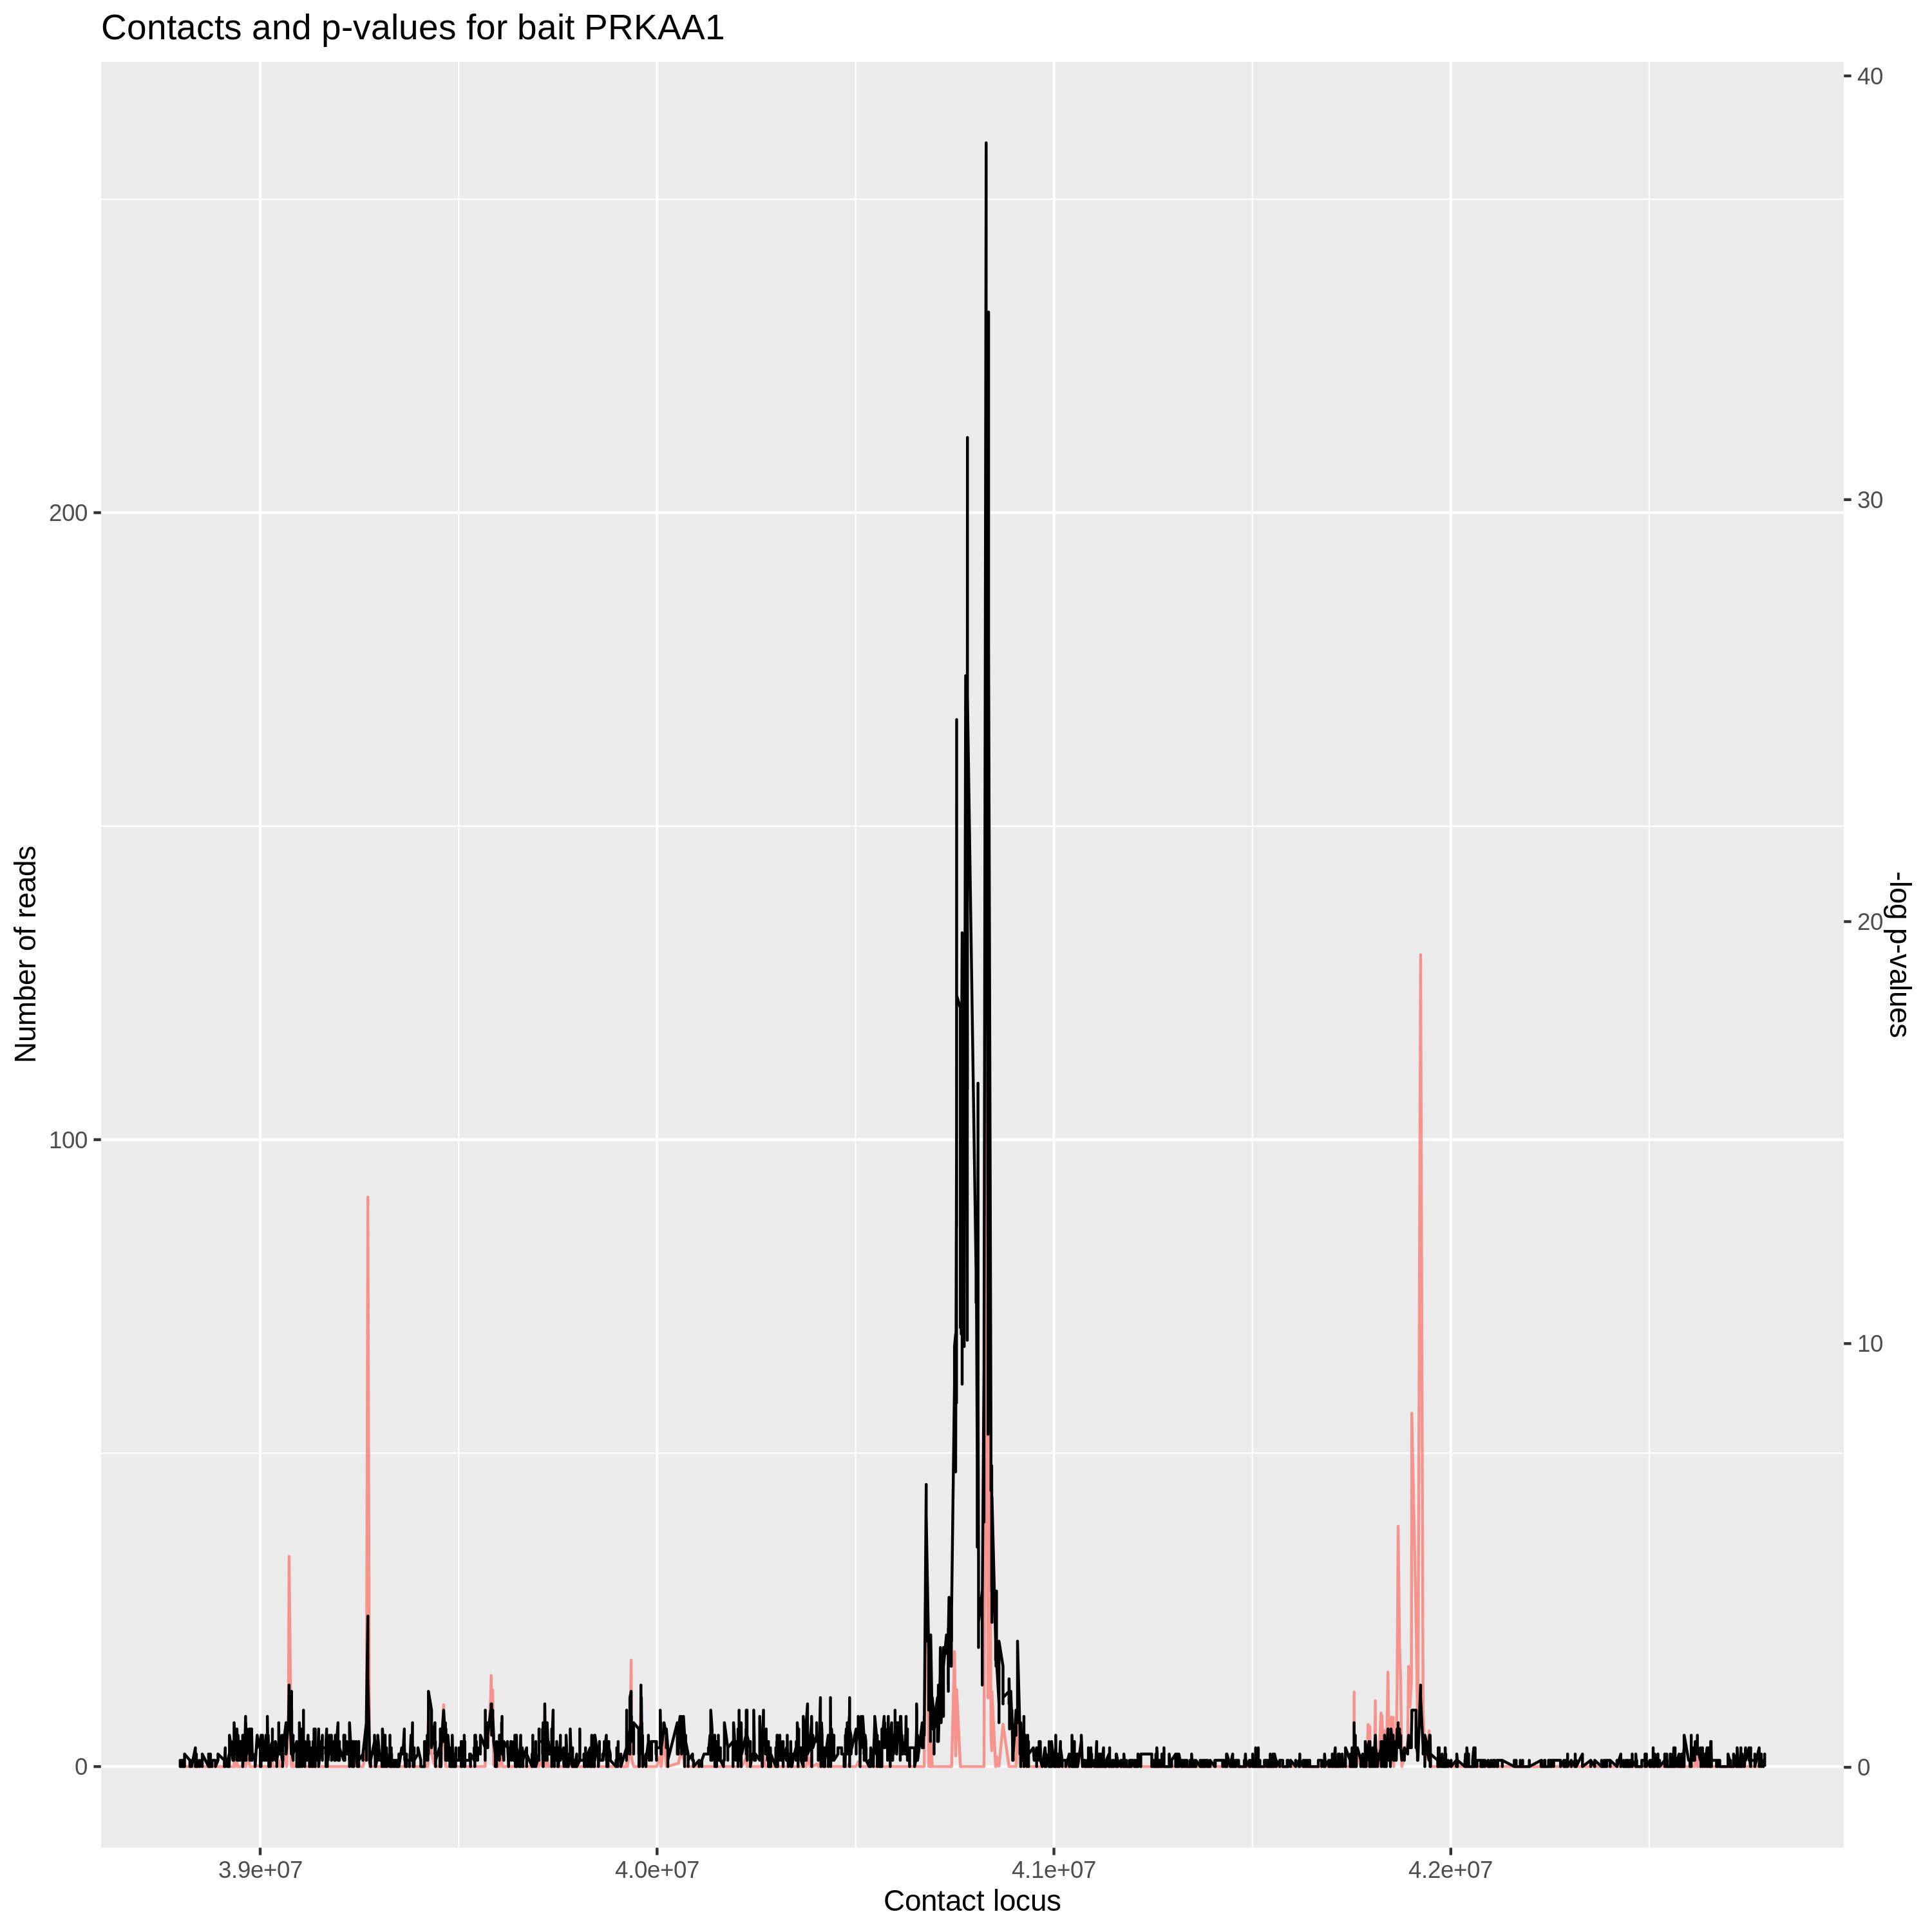 Contacts and p-values for bait PRKAA1
Number of reads
200
100
0
40
30
20
10
0
-log p-values
3.9e+07
4.0e+07
4.1e+07
4.2e+07
Contact locus